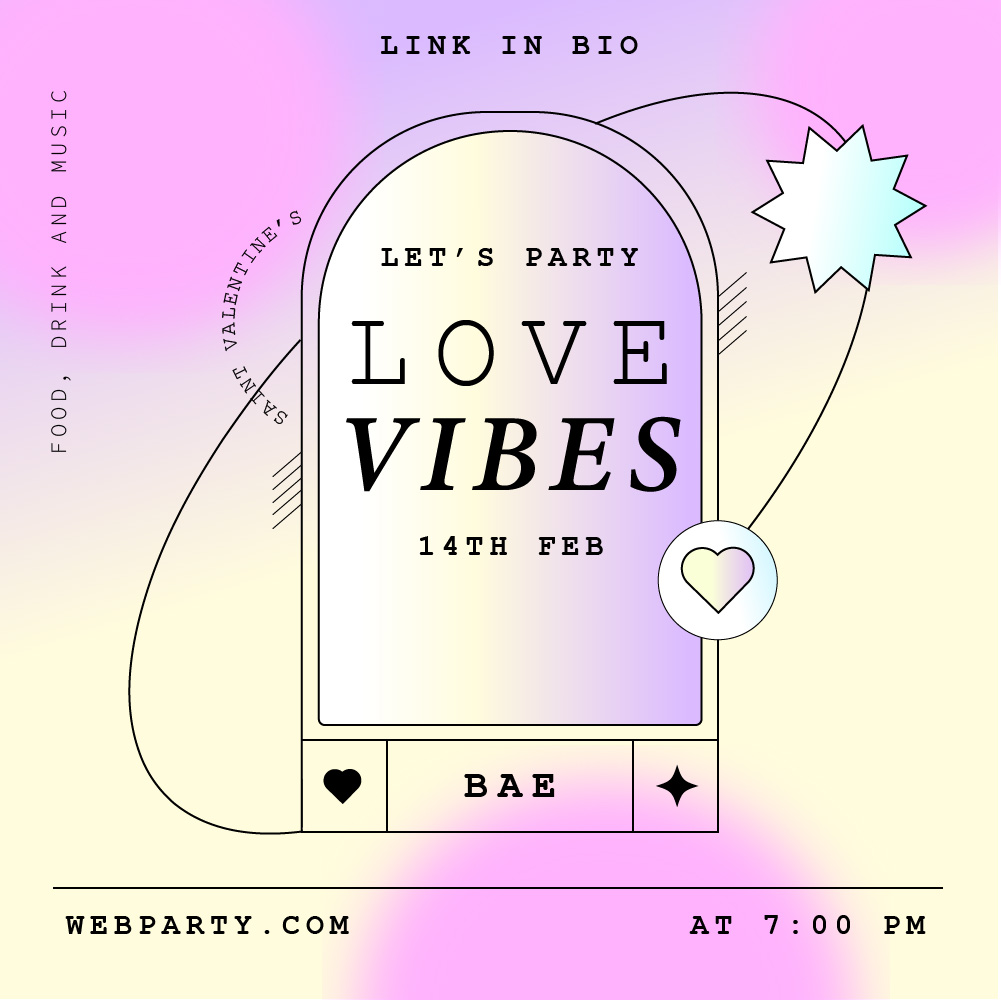 LINK IN BIO
FOOD, DRINK AND MUSIC
SAINT VALENTINE’S
LET’S PARTY
LOVE
VIBES
14TH FEB
BAE
WEBPARTY.COM
AT 7:00 PM